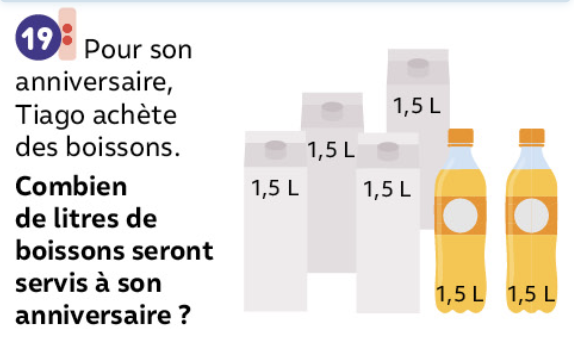 19 Pour son
anniversaire,
Tiago achète
des boissons.
Combien
de litres de
boissons seront
servis à son
anniversaire ?
1,5 L
1,5 L
1,5 L
1,5 L
1,5 L
1,5 L